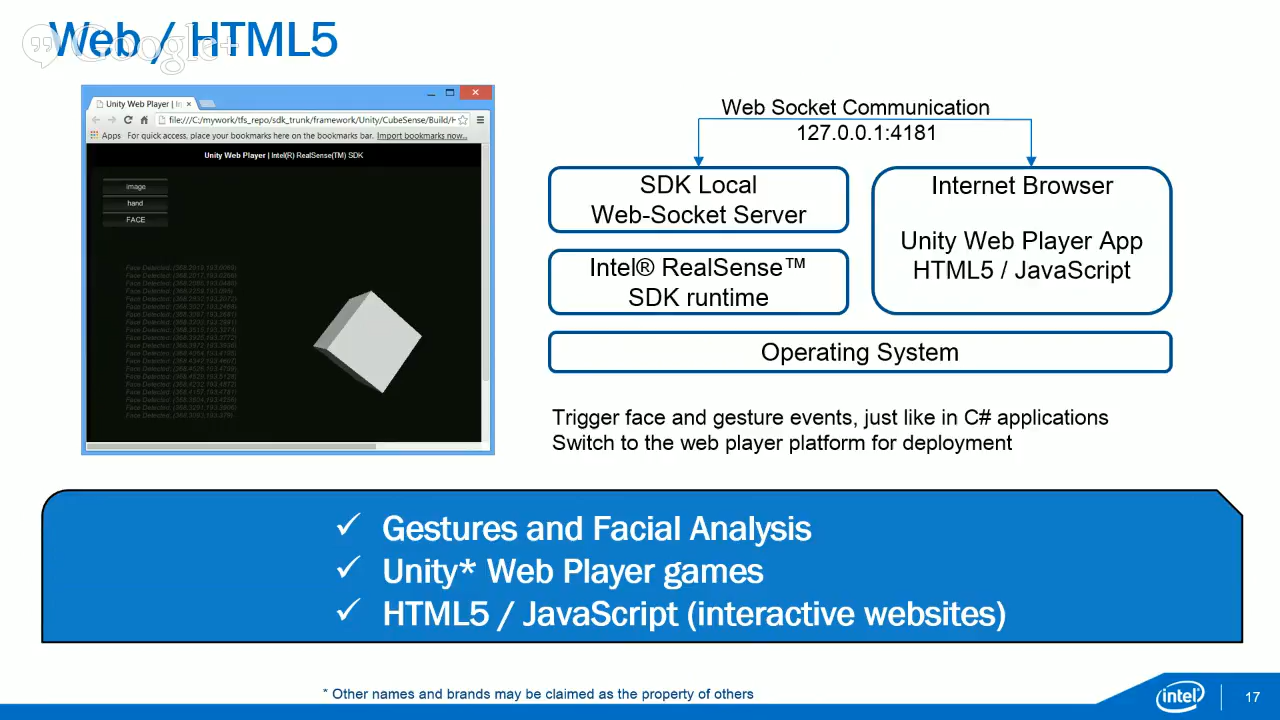 Web / HTML5
Google+
Unity Web Player | In
file:///C:/mywork/tfs_repo/sdk_trunk/framework/Unity/CubeSense/Build/H
Apps For quick access, place your bookmarks here on the bookmarks bar. Import bookmarks now...
Unity Web Player | Intel(R) RealSense(TM) SDK
image
hand
FACE
Web Socket Communication
127.0.0.1:4181
SDK Local
Web-Socket Server
Intel® RealSense™
SDK runtime
Internet Browser
Unity Web Player App
HTML5 / JavaScript
Operating System
Trigger face and gesture events, just like in C# applications
Switch to the web player platform for deployment
✓ Gestures and Facial Analysis
✓ Unity* Web Player games
✓ HTML5 / JavaScript (interactive websites)
* Other names and brands may be claimed as the property of others
intel
17